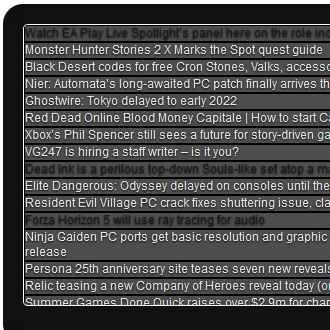 Watch EA Play Live Spotlight's panel here on the role ind
Monster Hunter Stories 2 X Marks the Spot quest guide
Black Desert codes for free Cron Stones, Valks, accesso
Nier: Automata's long-awaited PC patch finally arrives th
Ghostwire: Tokyo delayed to early 2022
Red Dead Online Blood Money Capitale | How to start Ca
Xbox's Phil Spencer still sees a future for story-driven ga
VG247 is hiring a staff writer – is it you?
Dead Ink is a perilous top-down Souls-like set atop a m
Elite Dangerous: Odyssey delayed on consoles until the
Resident Evil Village PC crack fixes shuttering issue, cla
Forza Horizon 5 will use ray tracing for audio
Ninja Gaiden PC ports get basic resolution and graphic
release
Persona 25th anniversary site teases seven new reveals
Relic teasing a new Company of Heroes reveal today (or
Summer Games Done Quick raises over $2.9m for char